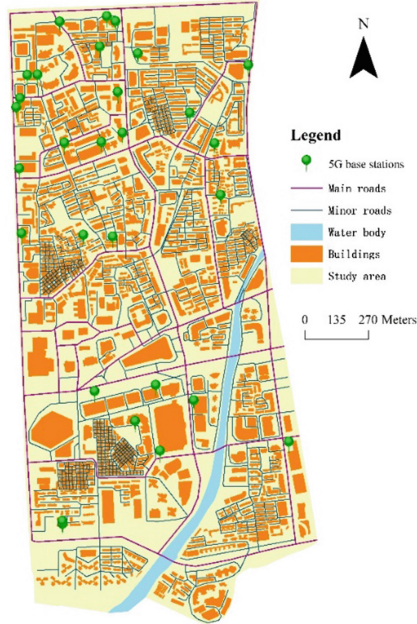 N
Legend
5G base stations
Main roads
Minor roads
Water body
Buildings
Study area
0 135 270 Meters